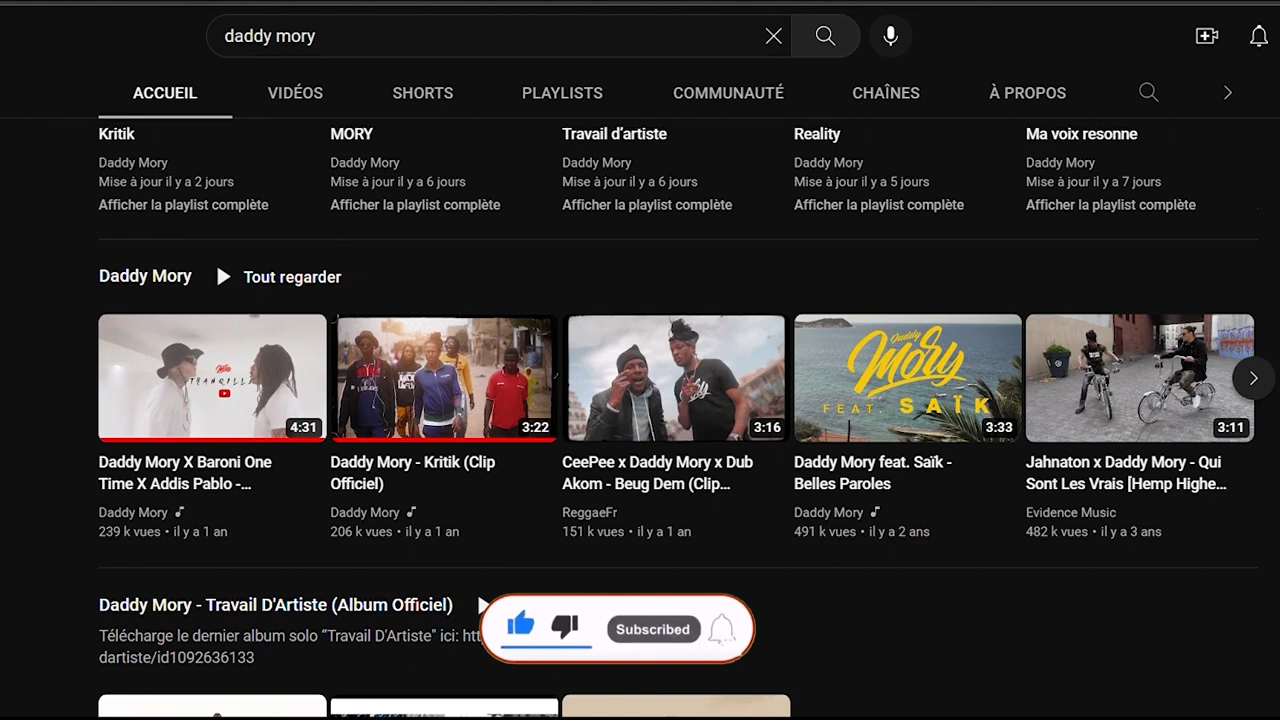 daddy mory
ACCUEIL VIDÉOS SHORTS PLAYLISTS COMMUNAUTÉ CHAÎNES À PROPOS
Kritik MORY Travail d’artiste Reality Ma voix resonne
Daddy Mory Daddy Mory Daddy Mory Daddy Mory Daddy Mory
Mise à jour il y a 2 jours Mise à jour il y a 6 jours Mise à jour il y a 6 jours Mise à jour il y a 5 jours Mise à jour il y a 7 jours
Afficher la playlist complète Afficher la playlist complète Afficher la playlist complète Afficher la playlist complète Afficher la playlist complète
Daddy Mory Tout regarder
Daddy
Mory
FEAT. SAÏK
4:31 3:22 3:16 3:33 3:11
Daddy Mory X Baroni One Daddy Mory - Kritik (Clip CeePee x Daddy Mory x Dub Daddy Mory feat. Saïk - Jahnaton x Daddy Mory - Qui
Time X Addis Pablo -... Officiel) Akom - Beug Dem (Clip... Belles Paroles Sont Les Vrais [Hemp Highe...
Daddy Mory Daddy Mory ReggaeFr Daddy Mory Evidence Music
239 k vues • il y a 1 an 206 k vues • il y a 1 an 151 k vues • il y a 1 an 491 k vues • il y a 2 ans 482 k vues • il y a 3 ans
Daddy Mory - Travail D'Artiste (Album Officiel)
Télécharge le dernier album solo “Travail D'Artiste" ici: htt
dartiste/id1092636133
Subscribed